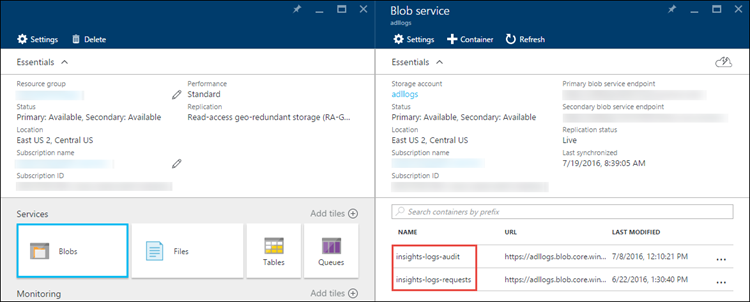 Settings
Delete
Essentials
Resource group
Performance
Standard
Status
Replication
Primary: Available, Secondary: Available
Read-access geo-redundant storage (RA-G...
Location
East US 2, Central US
Subscription name
Subscription ID
Services
Add tiles
Blobs
Files
Tables
Queues
Monitoring
Add tiles
Blob service
adllogs
Settings
Container
Refresh
Essentials
Storage account
Primary blob service endpoint
adllogs
Status
Secondary blob service endpoint
Primary: Available, Secondary: Available
Location
Replication status
East US 2, Central US
Live
Subscription name
Last synchronized
7/19/2016, 8:39:05 AM
Subscription ID
Search containers by prefix
NAME URL LAST MODIFIED
insights-logs-audit https://adllogs.blob.core.win... 7/8/2016, 12:10:21 PM ...
insights-logs-requests https://adllogs.blob.core.win... 6/22/2016, 1:30:40 PM ...